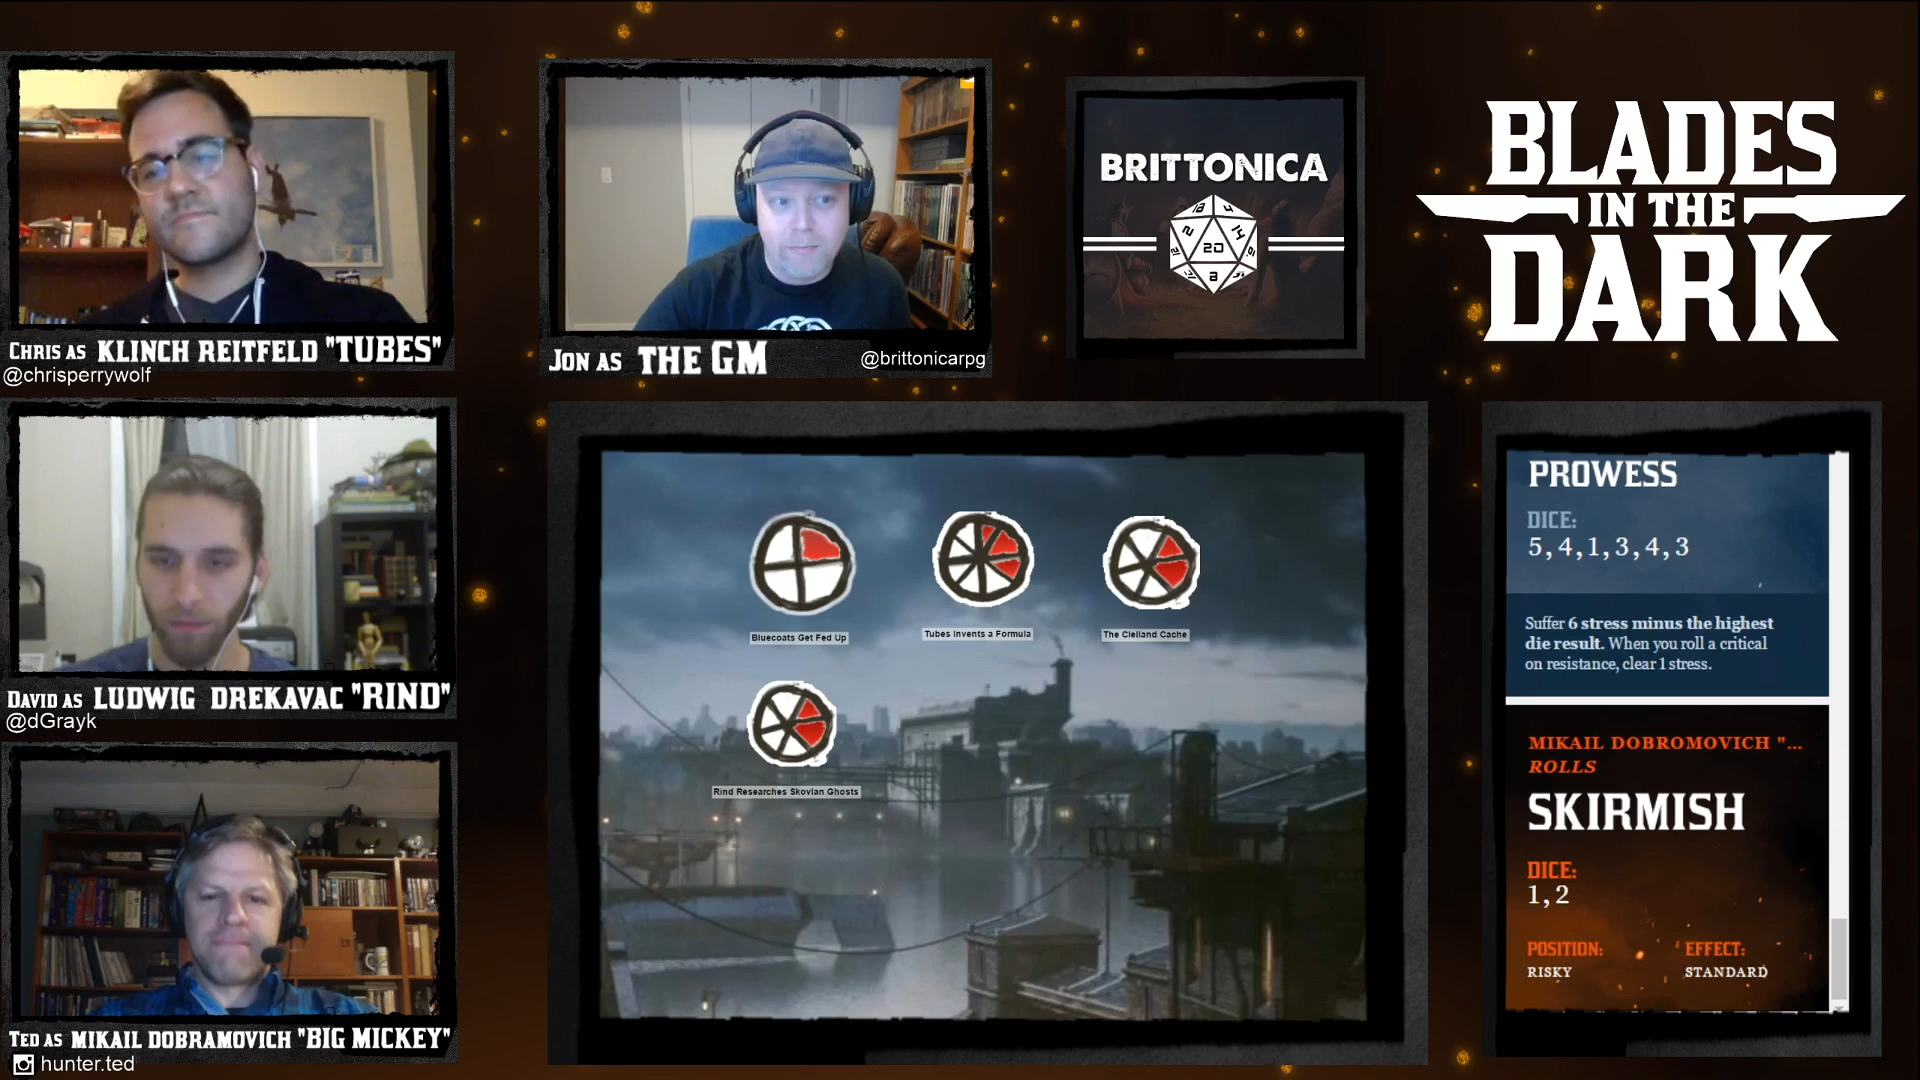 CHRIS AS KLINCH REITFELD "TUBES"
@chrisperrywolf
JON AS THE GM
@brittonicarpg
BRITTONICA
20
BLADES
IN THE
DARK
DAVID AS LUDWIG DREKAVAC "RIND"
@dGrayk
TED AS MIKAIL DOBRAMOVICH "BIG MICKEY"
hunter.ted
Bluecoats Get Fed Up
Tubes Invents a Formula
The Clelland Cache
Rind Researches Skovlan Ghosts
PROWESS
DICE:
5, 4, 1, 3, 4, 3
Suffer 6 stress minus the highest
die result. When you roll a critical
on resistance, clear 1 stress.
MIKAIL DOBROMOVICH "...
ROLLS
SKIRMISH
DICE:
1, 2
POSITION:
EFFECT:
RISKY
STANDARD